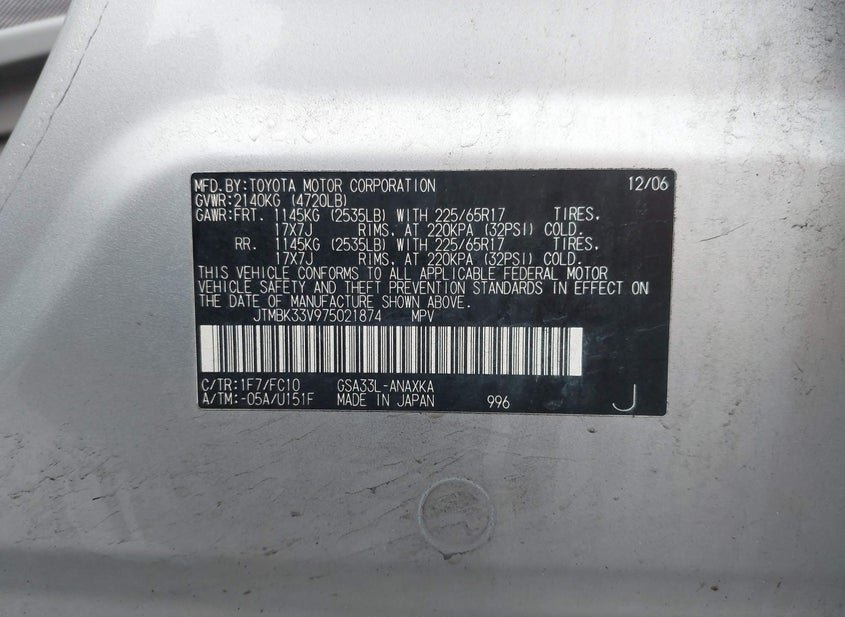 MFD.BY:TOYOTA MOTOR CORPORATION 12/06
GVWR:2140KG (4720LB)
GAWR:FRT. 1145KG (2535LB) WITH 225/65R17 TIRES,
17X7J RIMS, AT 220KPA (32PSI) COLD.
RR. 1145KG (2535LB) WITH 225/65R17 TIRES,
17X7J RIMS, AT 220KPA (32PSI) COLD.
THIS VEHICLE CONFORMS TO ALL APPLICABLE FEDERAL MOTOR
VEHICLE SAFETY AND THEFT PREVENTION STANDARDS IN EFFECT ON
THE DATE OF MANUFACTURE SHOWN ABOVE.
JTMBK33V975021874 MPV
C/TR:1F7/FC10 GSA33L-ANAXKA
A/TM:-05A/U151F MADE IN JAPAN 996 J